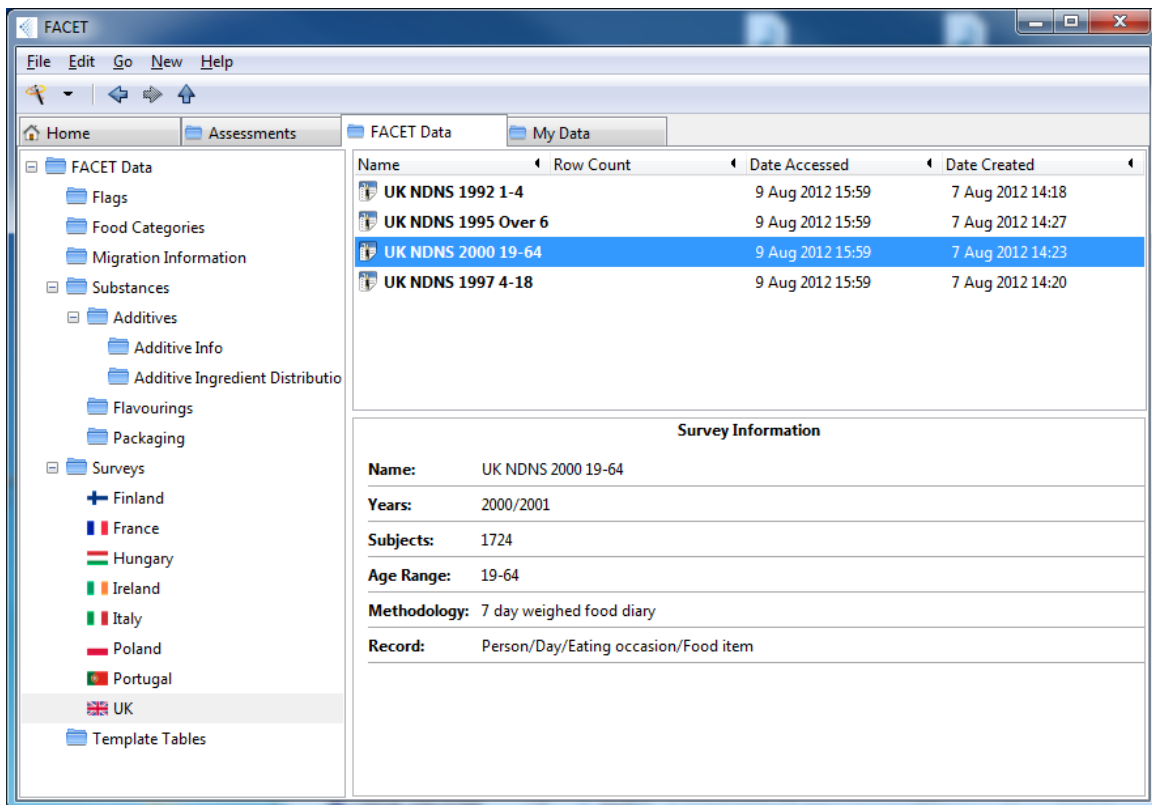 FACET
File Edit Go New Help
Home Assessments FACET Data My Data
FACET Data
Flags
Food Categories
Migration Information
Substances
Additives
Additive Info
Additive Ingredient Distributio
Flavourings
Packaging
Surveys
Finland
France
Hungary
Ireland
Italy
Poland
Portugal
UK
Template Tables
Name Row Count Date Accessed Date Created
UK NDNS 1992 1-4 9 Aug 2012 15:59 7 Aug 2012 14:18
UK NDNS 1995 Over 6 9 Aug 2012 15:59 7 Aug 2012 14:27
UK NDNS 2000 19-64 9 Aug 2012 15:59 7 Aug 2012 14:23
UK NDNS 1997 4-18 9 Aug 2012 15:59 7 Aug 2012 14:20
Survey Information
Name: UK NDNS 2000 19-64
Years: 2000/2001
Subjects: 1724
Age Range: 19-64
Methodology: 7 day weighed food diary
Record: Person/Day/Eating occasion/Food item